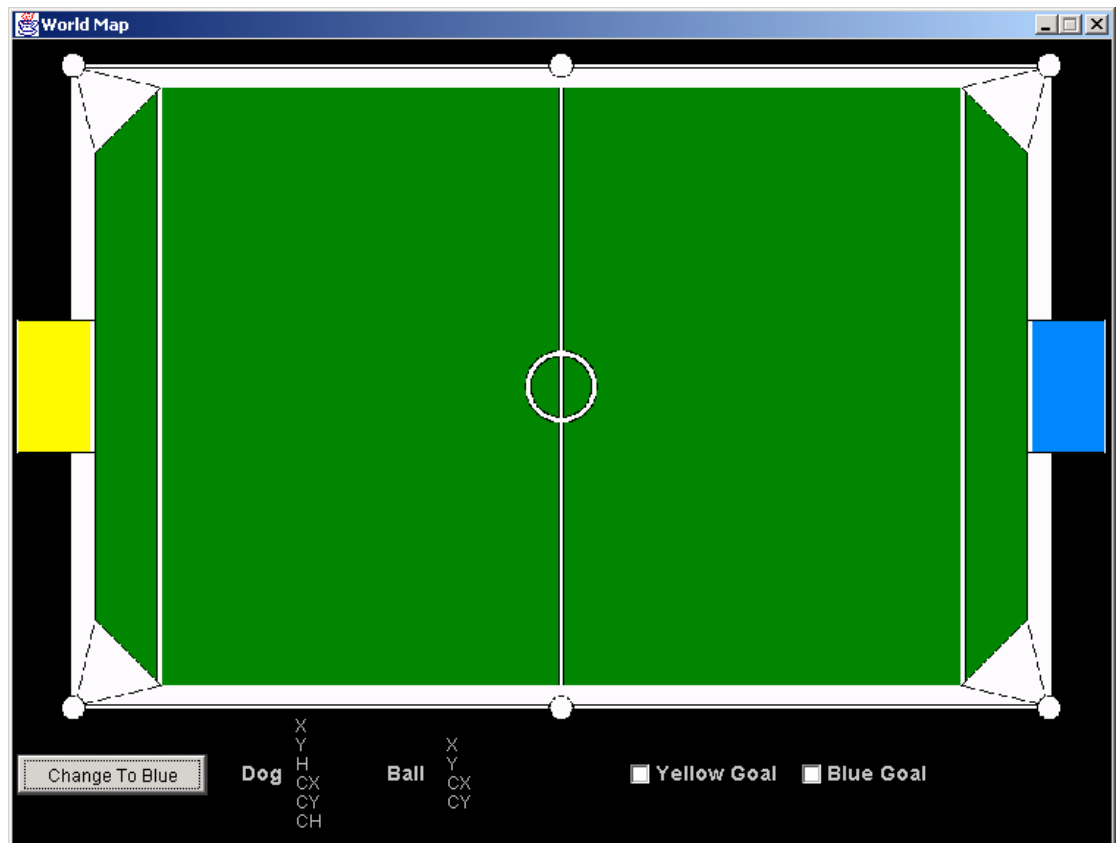 World Map
Change To Blue
Dog
X
Y
H
CX
CY
CH
Ball
X
Y
CX
CY
Yellow Goal
Blue Goal